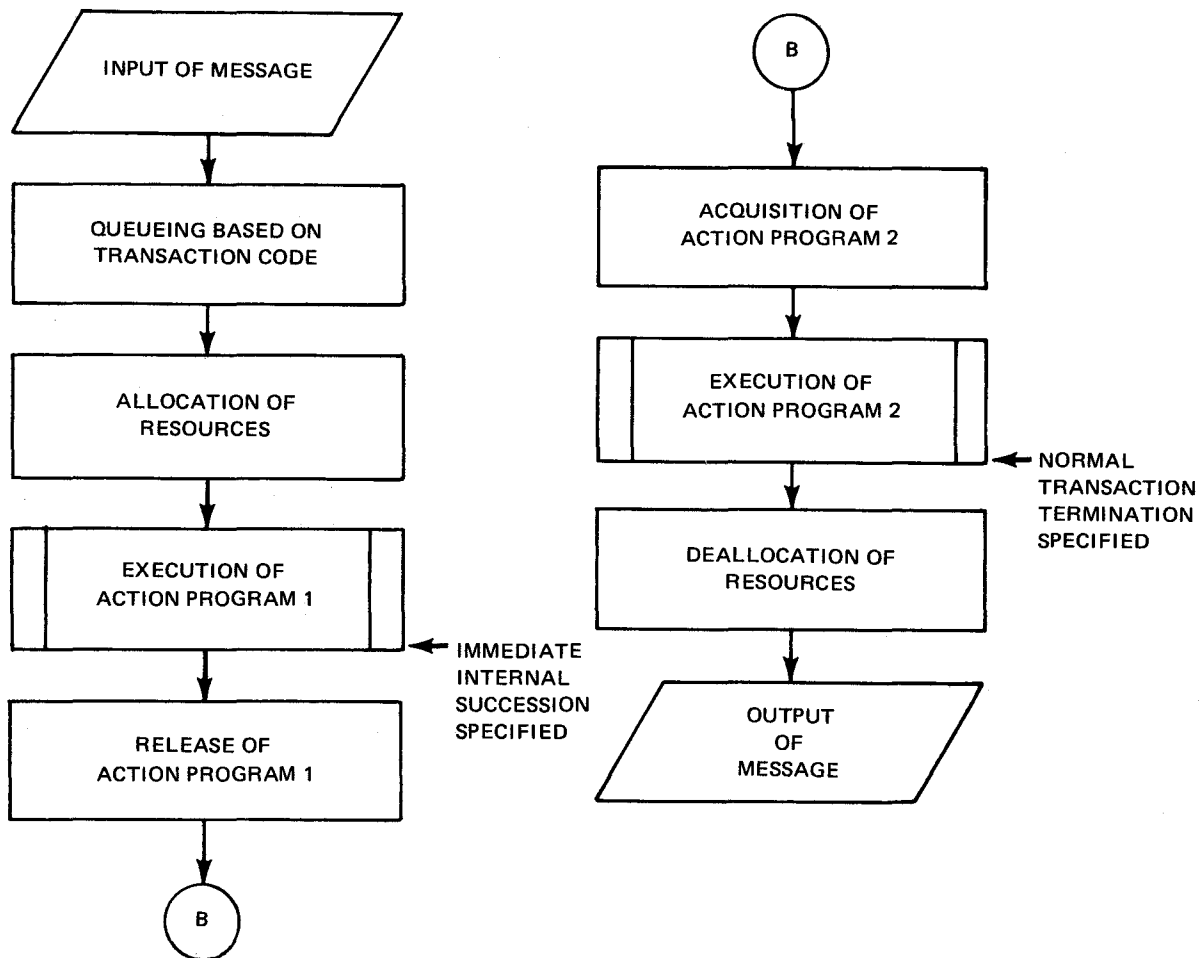 INPUT OF MESSAGE
QUEUEING BASED ON
TRANSACTION CODE
ALLOCATION OF
RESOURCES
EXECUTION OF
ACTION PROGRAM 1
IMMEDIATE
INTERNAL
SUCCESSION
SPECIFIED
RELEASE OF
ACTION PROGRAM 1
B
B
ACQUISITION OF
ACTION PROGRAM 2
EXECUTION OF
ACTION PROGRAM 2
NORMAL
TRANSACTION
TERMINATION
SPECIFIED
DEALLOCATION OF
RESOURCES
OUTPUT
OF
MESSAGE